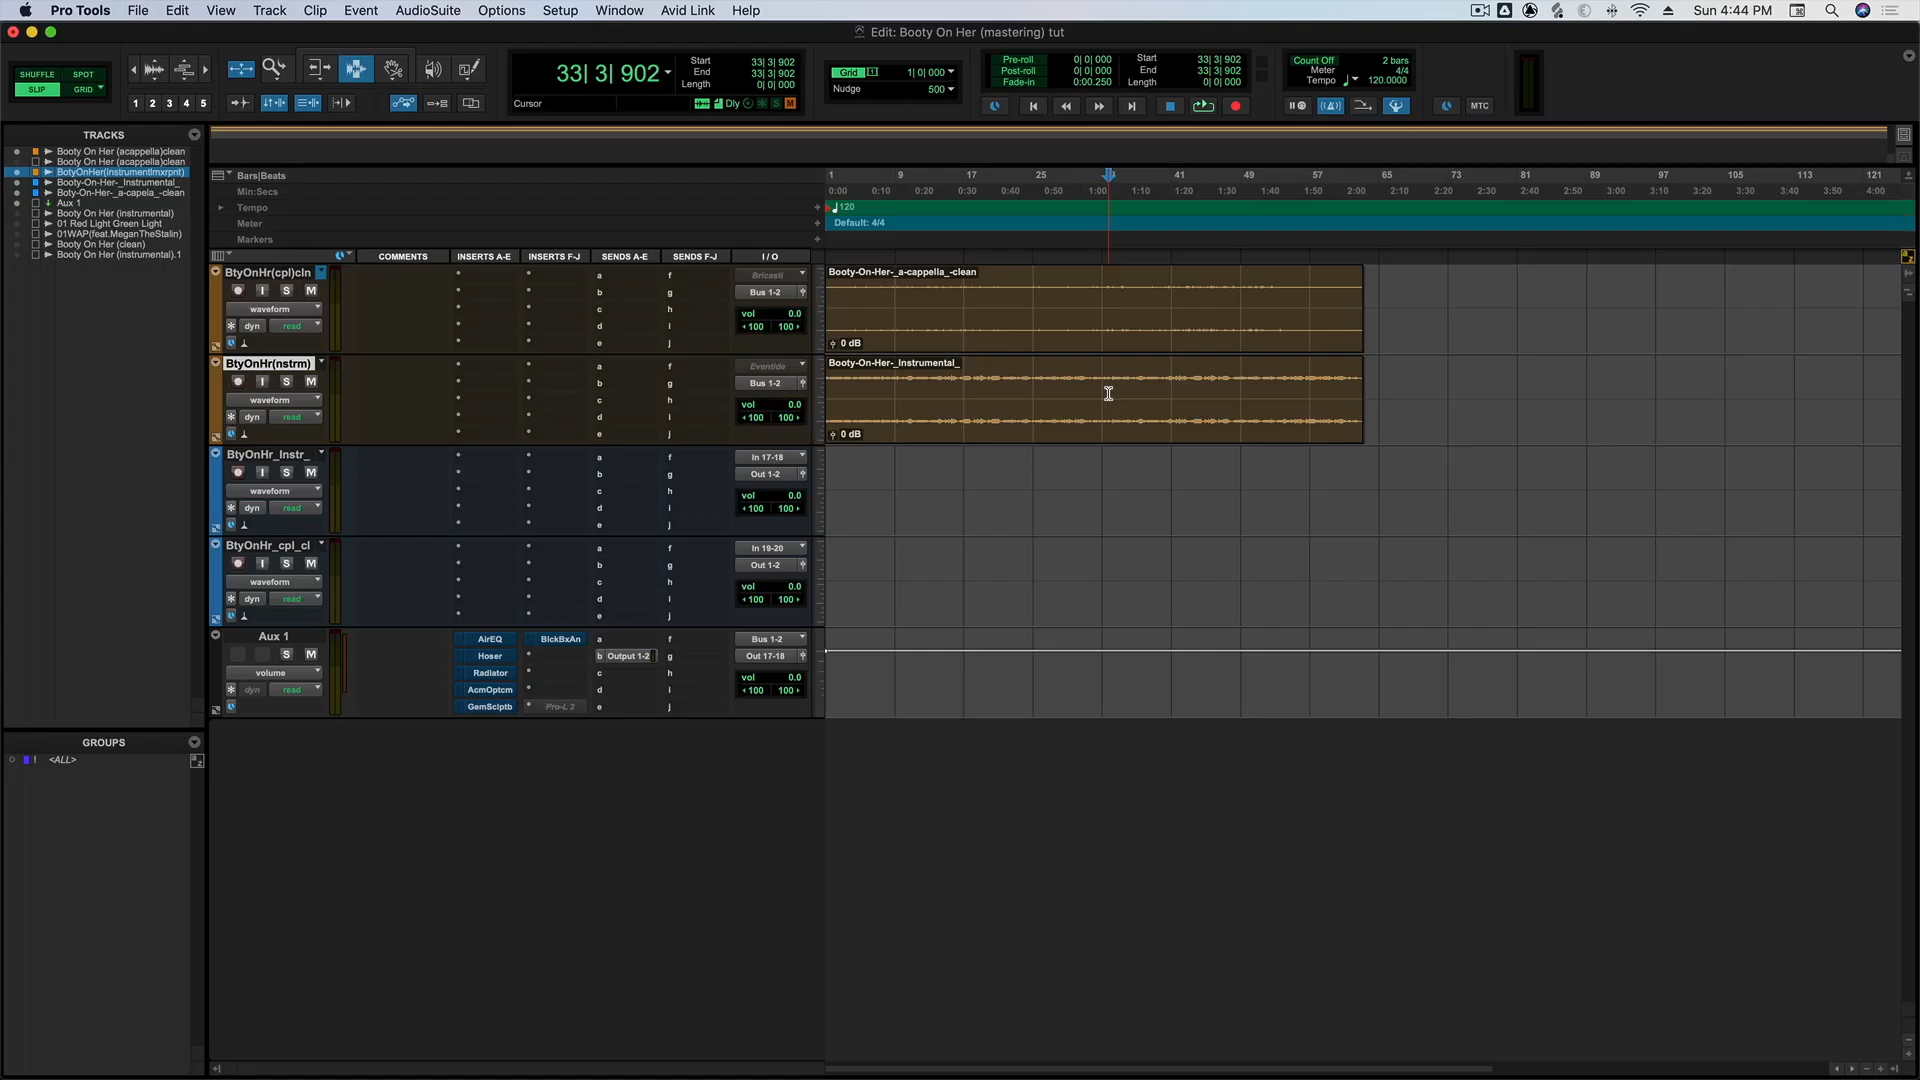 Pro Tools File Edit View Track Clip Event AudioSuite Options Setup Window Avid Link Help Sun 4:44 PM
Edit: Booty On Her (mastering) tut
SHUFFLE SPOT
SLIP GRID
1 2 3 4 5
33| 3| 902
Start 33| 3| 902
End 33| 3| 902
Length 0| 0| 000
Cursor Dly S M
Grid 1| 0| 000
Nudge 500
Pre-roll 0| 0| 000
Post-roll 0| 0| 000
Fade-in 0:00.250
Start 33| 3| 902
End 33| 3| 902
Length 0| 0| 000
Count Off 2 bars
Meter 4/4
Tempo 120.0000
MTC
TRACKS
Booty On Her (acappella)clean
Booty On Her (acappella)clean
BotyOnHer(instrumentlmxrpnt)
Booty-On-Her-_Instrumental_
Boty-On-Her-_a-capela_-clean
Aux 1
Booty On Her (instrumental)
01 Red Light Green Light
01WAP(feat.MeganTheStalin)
Booty On Her (clean)
Booty On Her (instrumental).1
GROUPS
! <ALL>
Bars|Beats 1 9 17 25 41 49 57 65 73 81 89 97 105 113 121
Min:Secs 0:00 0:10 0:20 0:30 0:40 0:50 1:00 1:10 1:20 1:30 1:40 1:50 2:00 2:10 2:20 2:30 2:40 2:50 3:00 3:10 3:20 3:30 3:40 3:50 4:00
Tempo 120
Meter Default: 4/4
Markers
COMMENTS INSERTS A-E INSERTS F-J SENDS A-E SENDS F-J I / O
BtyOnHr(cpl)cln a f Bricasti Booty-On-Her-_a-cappella_-clean
I S M b g Bus 1-2
waveform c h vol 0.0
dyn read d i 100 100
e j 0 dB
BtyOnHr(nstrm) a f Eventide Booty-On-Her-_Instrumental_
I S M b g Bus 1-2
waveform c h vol 0.0
dyn read d i 100 100
e j 0 dB
BtyOnHr_Instr_ a f In 17-18
I S M b g Out 1-2
waveform c h vol 0.0
dyn read d i 100 100
e j
BtyOnHr_cpl_cl a f In 19-20
I S M b g Out 1-2
waveform c h vol 0.0
dyn read d i 100 100
e j
Aux 1 AirEQ BlckBxAn a f Bus 1-2
S M Hoser b Output 1-2 g Out 17-18
volume Radiator c h vol 0.0
dyn read AcmOptcm d i 100 100
GemSclptb Pro-L 2 e j